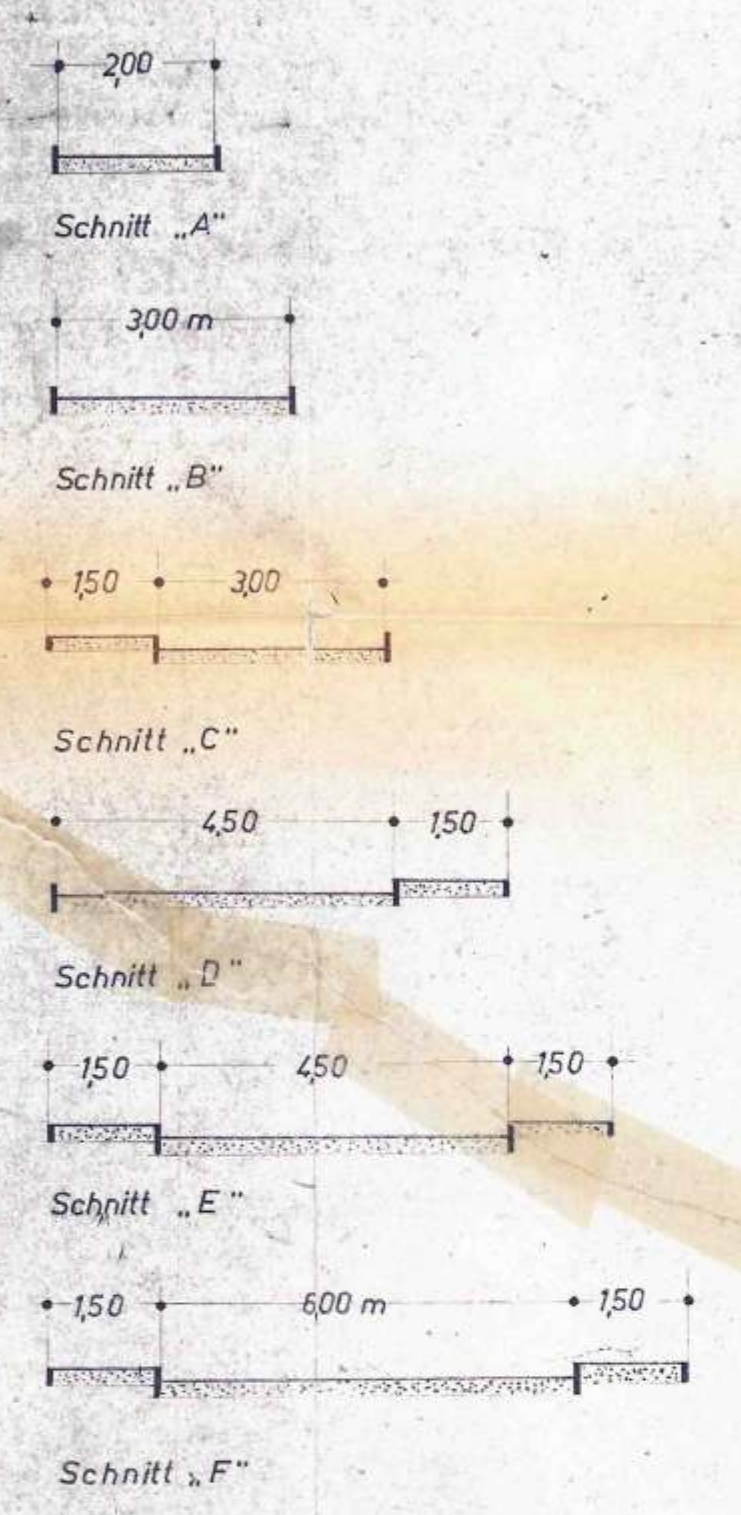 2,00
Schnitt „A"
3,00 m
Schnitt „B"
1,50 3,00
Schnitt „C"
4,50 1,50
Schnitt „D"
1,50 4,50 1,50
Schnitt „E"
1,50 6,00 m 1,50
Schnitt „F"